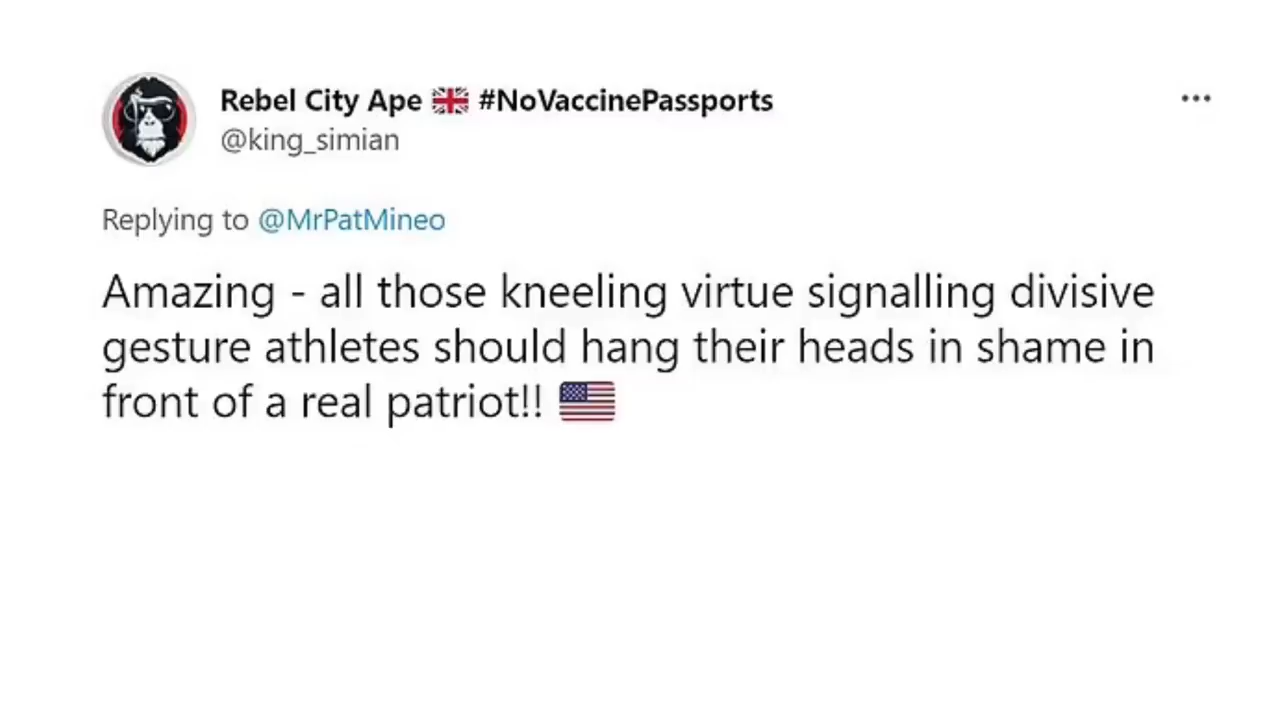 Rebel City Ape 🇬🇧 #NoVaccinePassports
@king_simian
Replying to @MrPatMineo
Amazing - all those kneeling virtue signalling divisive
gesture athletes should hang their heads in shame in
front of a real patriot!! 🇺🇸